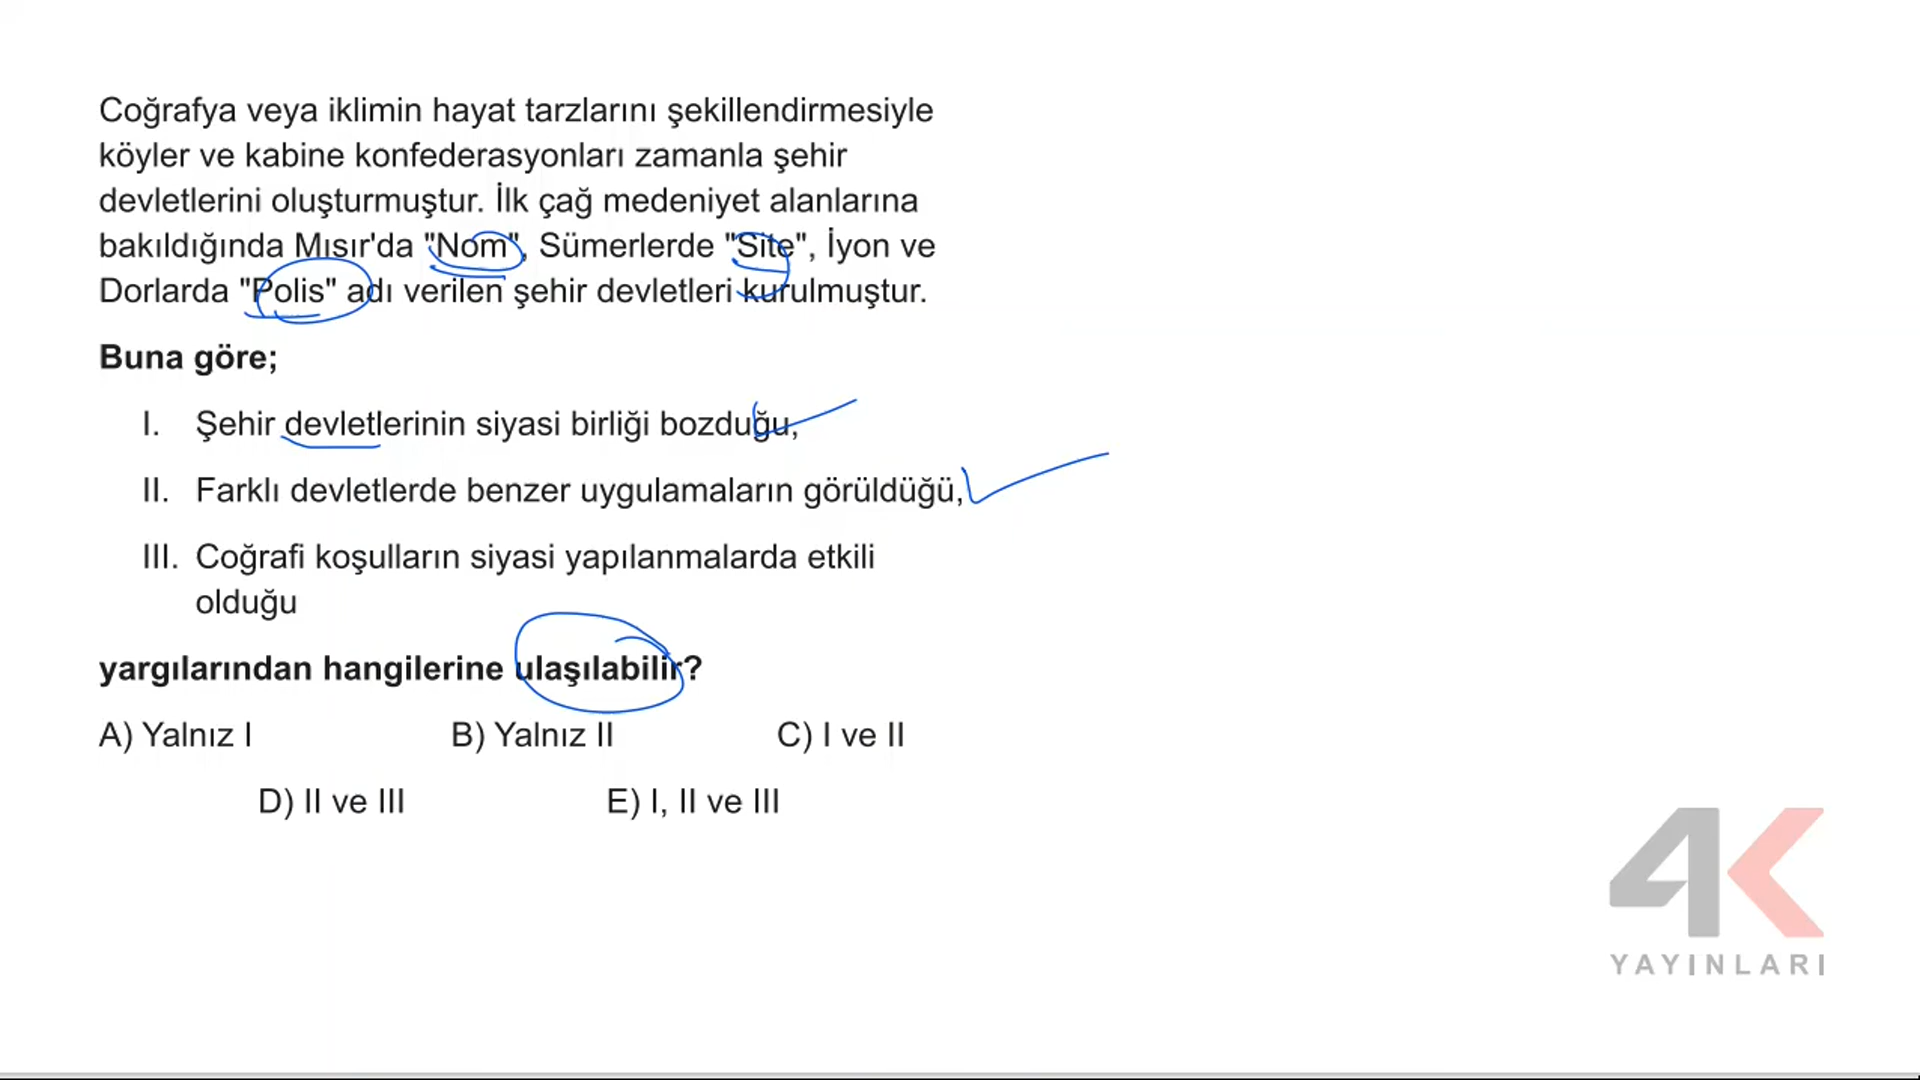 Coğrafya veya iklimin hayat tarzlarını şekillendirmesiyle
köyler ve kabine konfederasyonları zamanla şehir
devletlerini oluşturmuştur. İlk çağ medeniyet alanlarına
bakıldığında Mısır'da "Nom", Sümerlerde "Site", İyon ve
Dorlarda "Polis" adı verilen şehir devletleri kurulmuştur.
Buna göre;
I. Şehir devletlerinin siyasi birliği bozduğu,
II. Farklı devletlerde benzer uygulamaların görüldüğü,
III. Coğrafi koşulların siyasi yapılanmalarda etkili
olduğu
yargılarından hangilerine ulaşılabilir?
A) Yalnız I B) Yalnız II C) I ve II
D) II ve III E) I, II ve III
4K
YAYINLARI